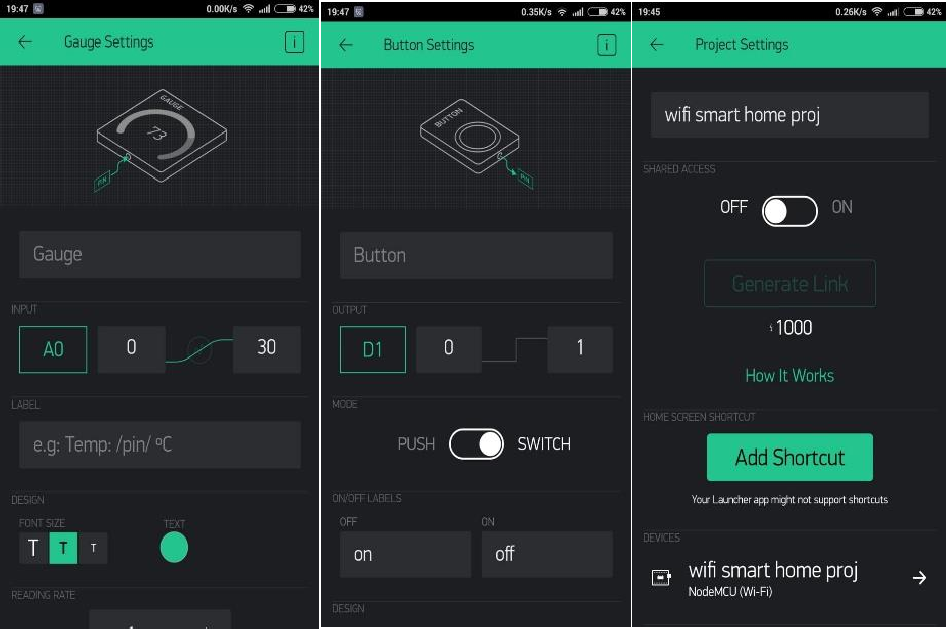 19:47 0.00K/s 42%
Gauge Settings i
GAUGE
73
PIN
Gauge
INPUT
A0 0 30
LABEL
e.g: Temp: /pin/ ºC
DESIGN
FONT SIZE TEXT
T T T
READING RATE
19:47 0.35K/s 42%
Button Settings i
BUTTON
PIN
Button
OUTPUT
D1 0 1
MODE
PUSH SWITCH
ON/OFF LABELS
OFF ON
on off
DESIGN
19:45 0.26K/s 42%
Project Settings
wifi smart home proj
SHARED ACCESS
OFF ON
Generate Link
1000
How It Works
HOME SCREEN SHORTCUT
Add Shortcut
Your Launcher app might not support shortcuts
DEVICES
wifi smart home proj
NodeMCU (Wi-Fi)